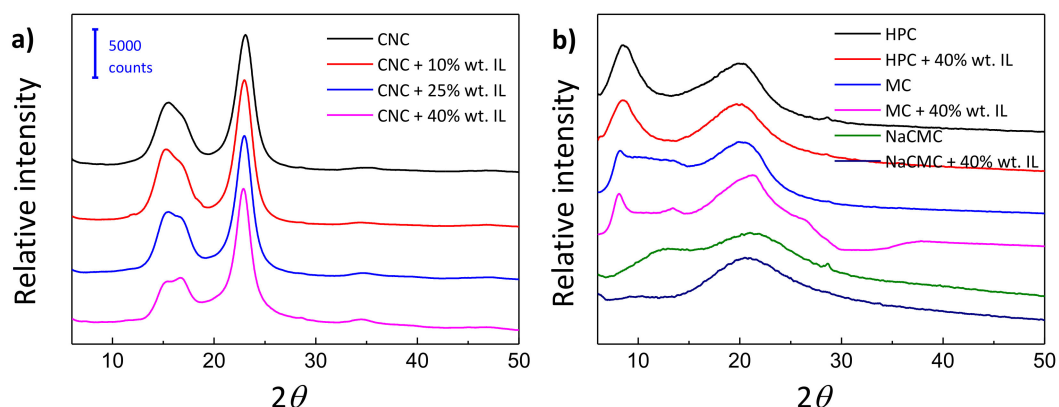 a)
5000
counts
CNC
CNC + 10% wt. IL
CNC + 25% wt. IL
CNC + 40% wt. IL
Relative intensity
10
20
30
40
50
2θ
b)
HPC
HPC + 40% wt. IL
MC
MC + 40% wt. IL
NaCMC
NaCMC + 40% wt. IL
Relative intensity
10
20
30
40
50
2θ